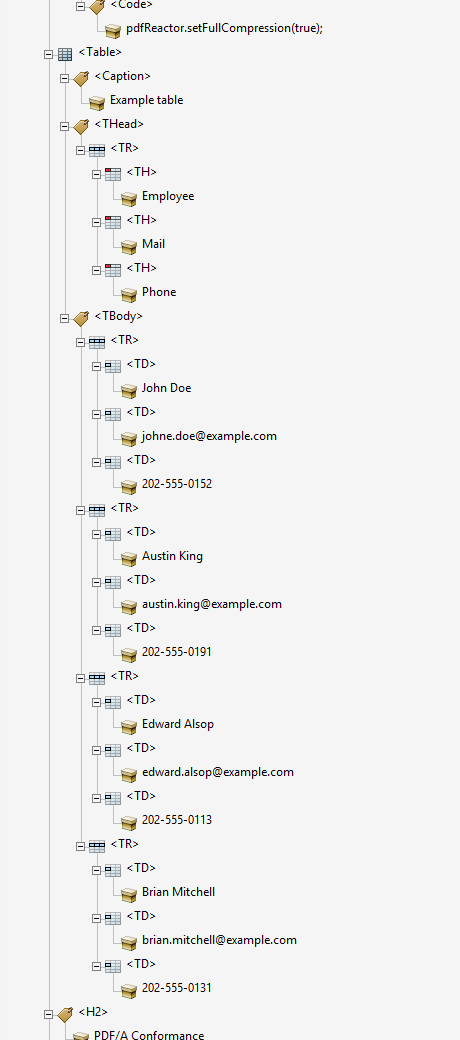 <Code>
pdfReactor.setFullCompression(true);
<Table>
<Caption>
Example table
<THead>
<TR>
<TH>
Employee
<TH>
Mail
<TH>
Phone
<TBody>
<TR>
<TD>
John Doe
<TD>
johne.doe@example.com
<TD>
202-555-0152
<TR>
<TD>
Austin King
<TD>
austin.king@example.com
<TD>
202-555-0191
<TR>
<TD>
Edward Alsop
<TD>
edward.alsop@example.com
<TD>
202-555-0113
<TR>
<TD>
Brian Mitchell
<TD>
brian.mitchell@example.com
<TD>
202-555-0131
<H2>
PDF/A Conformance